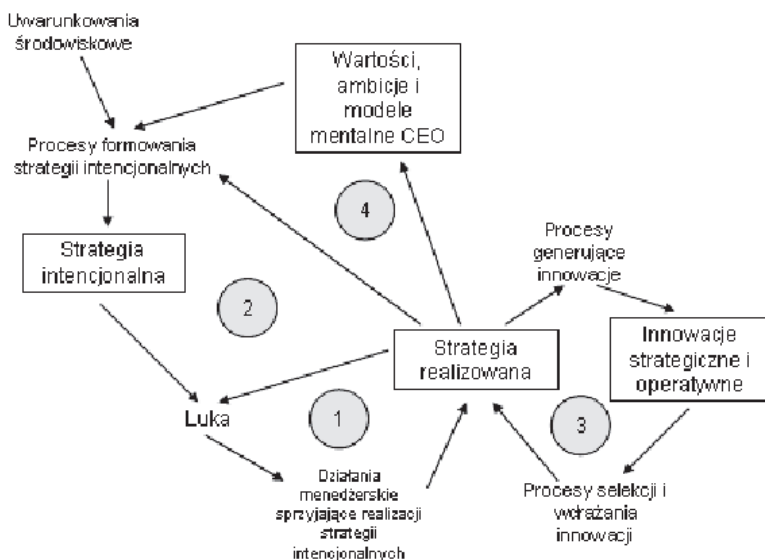 Uwarunkowania
środowiskowe
Wartości,
ambicje i
modele
mentalne CEO
Procesy formowania
strategii intencjonalnych
4
Procesy
generujące
innowacje
Strategia
intencjonalna
2
Strategia
realizowana
Innowacje
strategiczne i
operatywne
Luka
1
3
Działania
menedżerskie
sprzyjające realizacji
strategii
intencjonalnych
Procesy selekcji i
wdrażania
innowacji